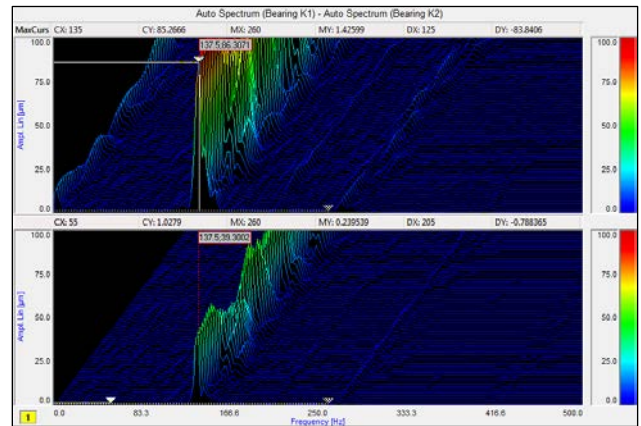 Auto Spectrum (Bearing K1) - Auto Spectrum (Bearing K2)
MaxCurs CX: 135 CY: 85.2666 MX: 260 MY: 1.42599 DX: 125 DY: -83.8406
137.5;86.3071
100.0 100.0 100.0
75.0 75.0
50.0 50.0
25.0 25.0
0.0 0.0
Ampl. Lin [µm]
CX: 55 CY: 1.0279 MX: 260 MY: 0.239539 DX: 205 DY: -0.788365
137.5;39.3002
100.0 100.0 100.0
75.0 75.0
50.0 50.0
25.0 25.0
0.0 0.0
Ampl. Lin [µm]
0.0 83.3 166.6 250.0 333.3 416.6 500.0
1 Frequency [Hz]